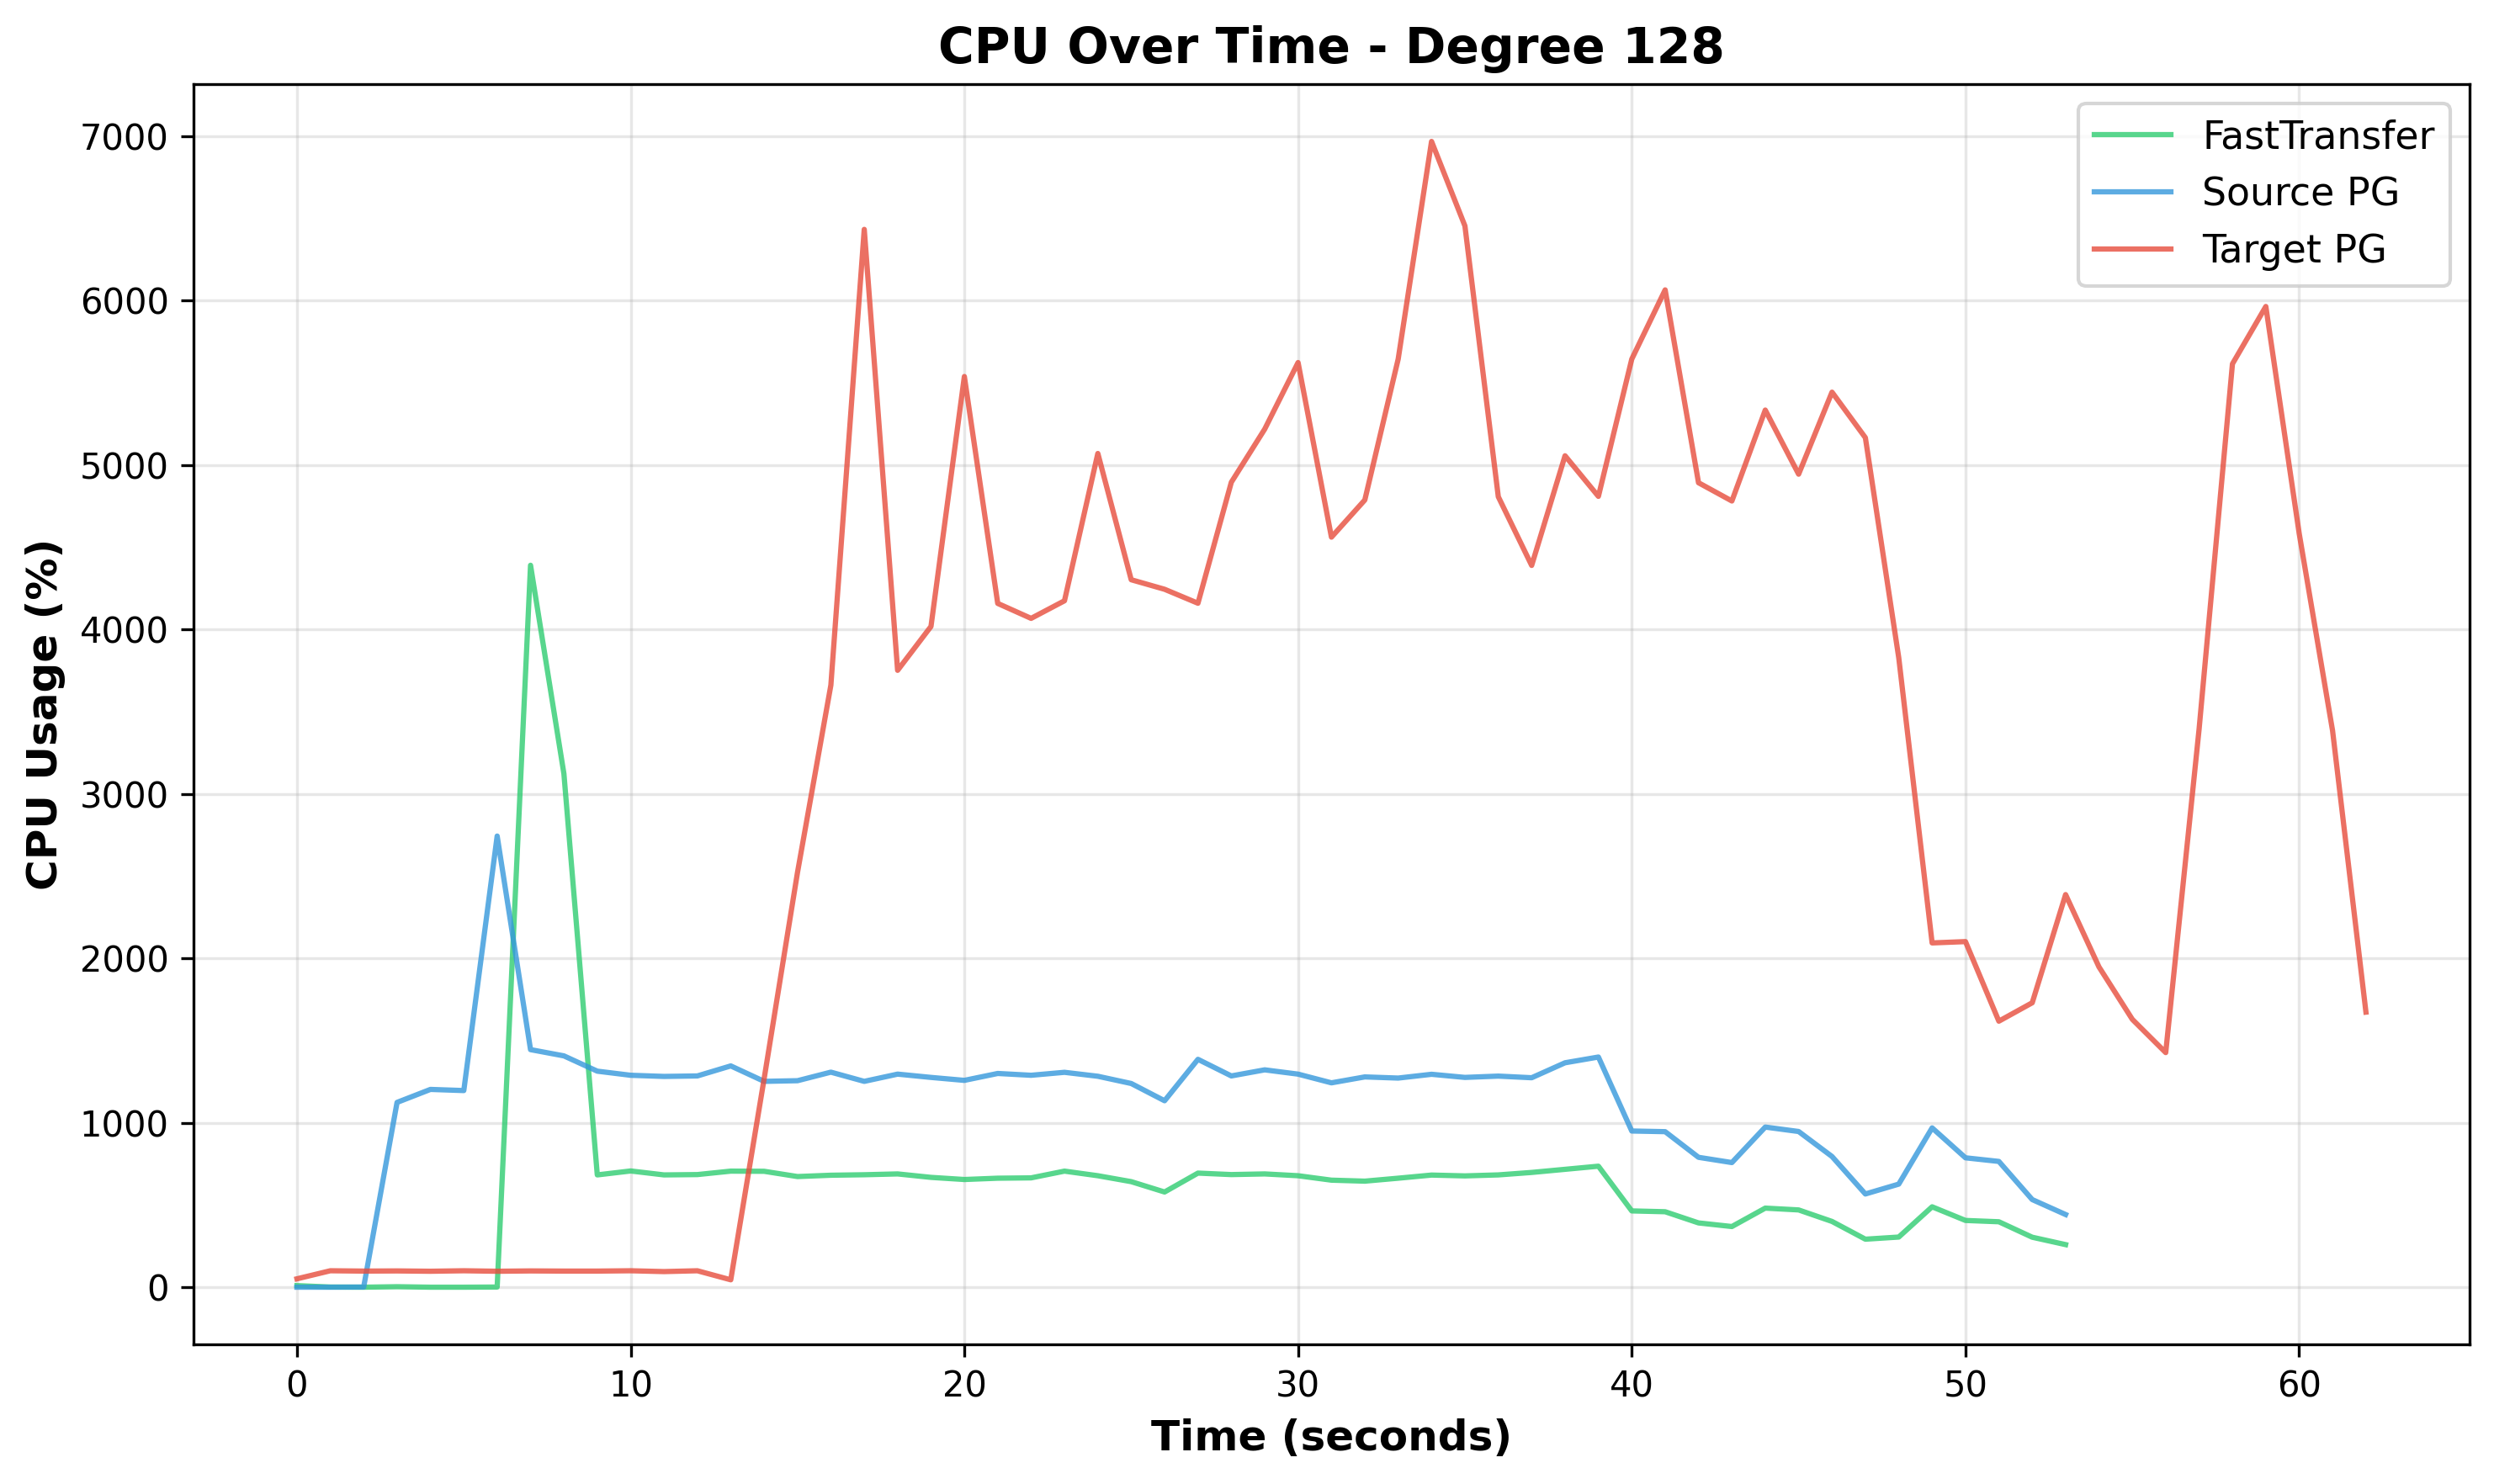 CPU Over Time - Degree 128
CPU Usage (%)
7000
6000
5000
4000
3000
2000
1000
0
FastTransfer
Source PG
Target PG
0 10 20 30 40 50 60
Time (seconds)